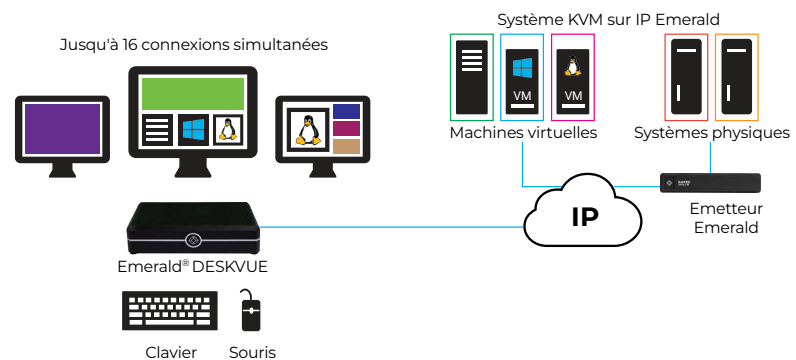 Système KVM sur IP Emerald
Jusqu'à 16 connexions simultanées
VM
VM
Machines virtuelles
Systèmes physiques
IP
Emetteur
Emerald
Emerald® DESKVUE
Clavier
Souris